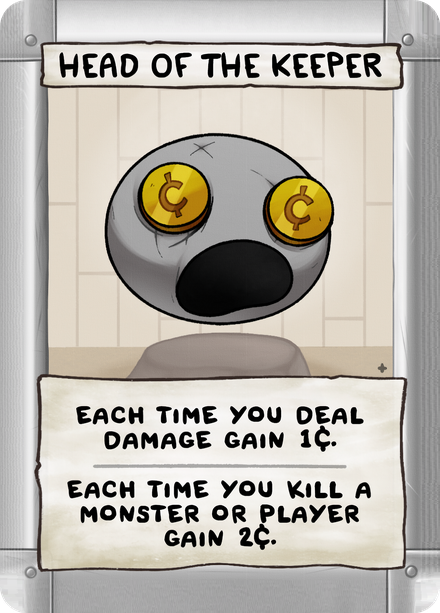 HEAD OF THE KEEPER
¢ ¢
EACH TIME YOU DEAL
DAMAGE GAIN 1¢.
EACH TIME YOU KILL A
MONSTER OR PLAYER
GAIN 2¢.